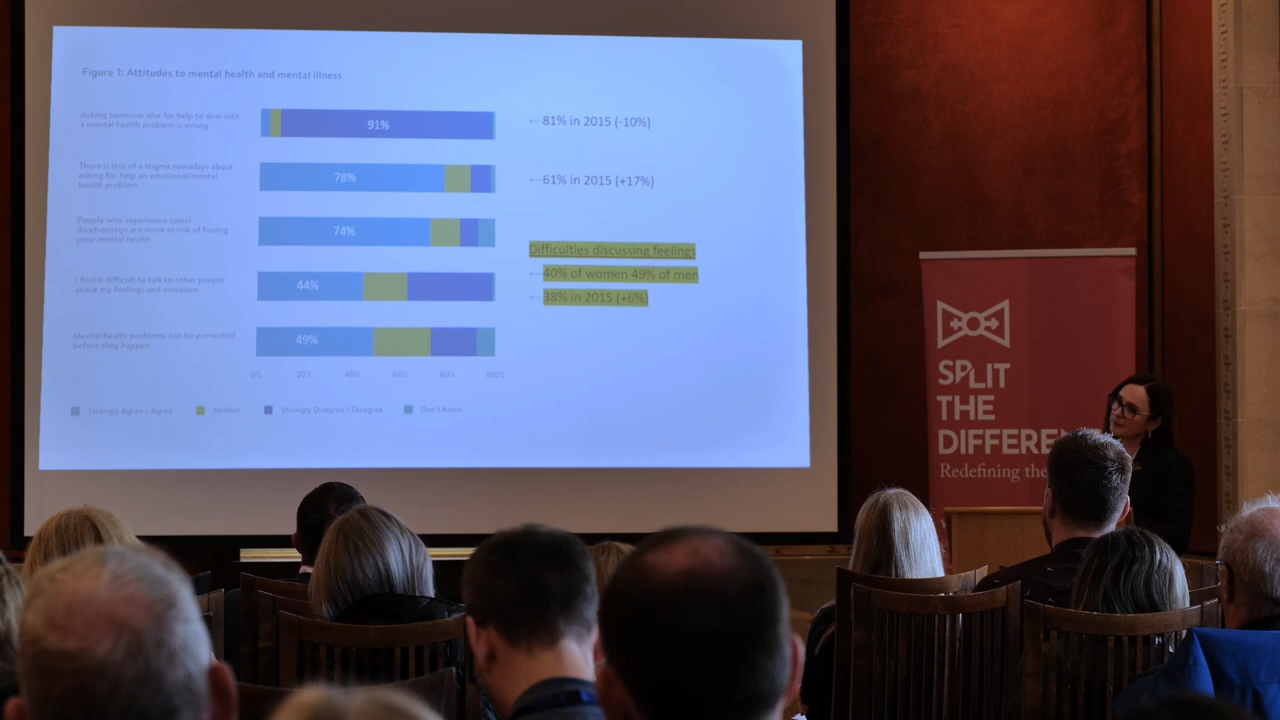 Figure 1: Attitudes to mental health and mental illness
Asking someone else for help to deal with
a mental health problem is wrong
91%
←81% in 2015 (-10%)
There is less of a stigma nowadays about
asking for help an emotional/mental
health problem
78%
←61% in 2015 (+17%)
People who experience social
disadvantage are more at risk of having
poor mental health
74%
Difficulties discussing feelings
I find it difficult to talk to other people
about my feelings and emotions
44%
←40% of women 49% of men
←38% in 2015 (+6%)
Mental health problems can be prevented
before they happen
49%
0% 20% 40% 60% 80% 100%
Strongly Agree / Agree Neither Strongly Disagree / Disagree Don't Know
SPLIT
THE
DIFFEREN
Redefining the